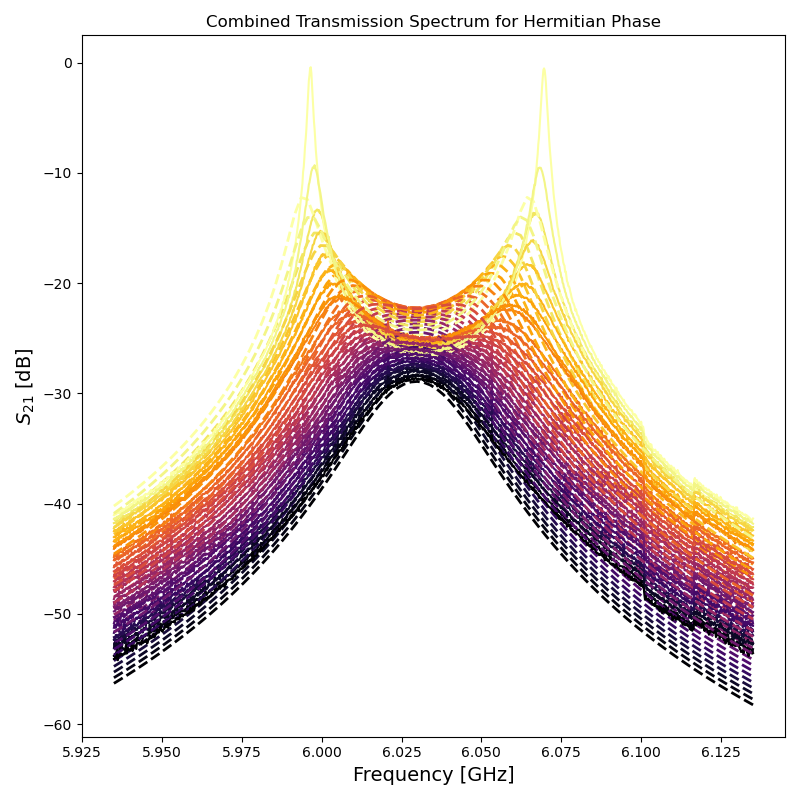 Combined Transmission Spectrum for Hermitian Phase
0
−10
−20
−30
−40
−50
−60
S21 [dB]
5.925 5.950 5.975 6.000 6.025 6.050 6.075 6.100 6.125
Frequency [GHz]